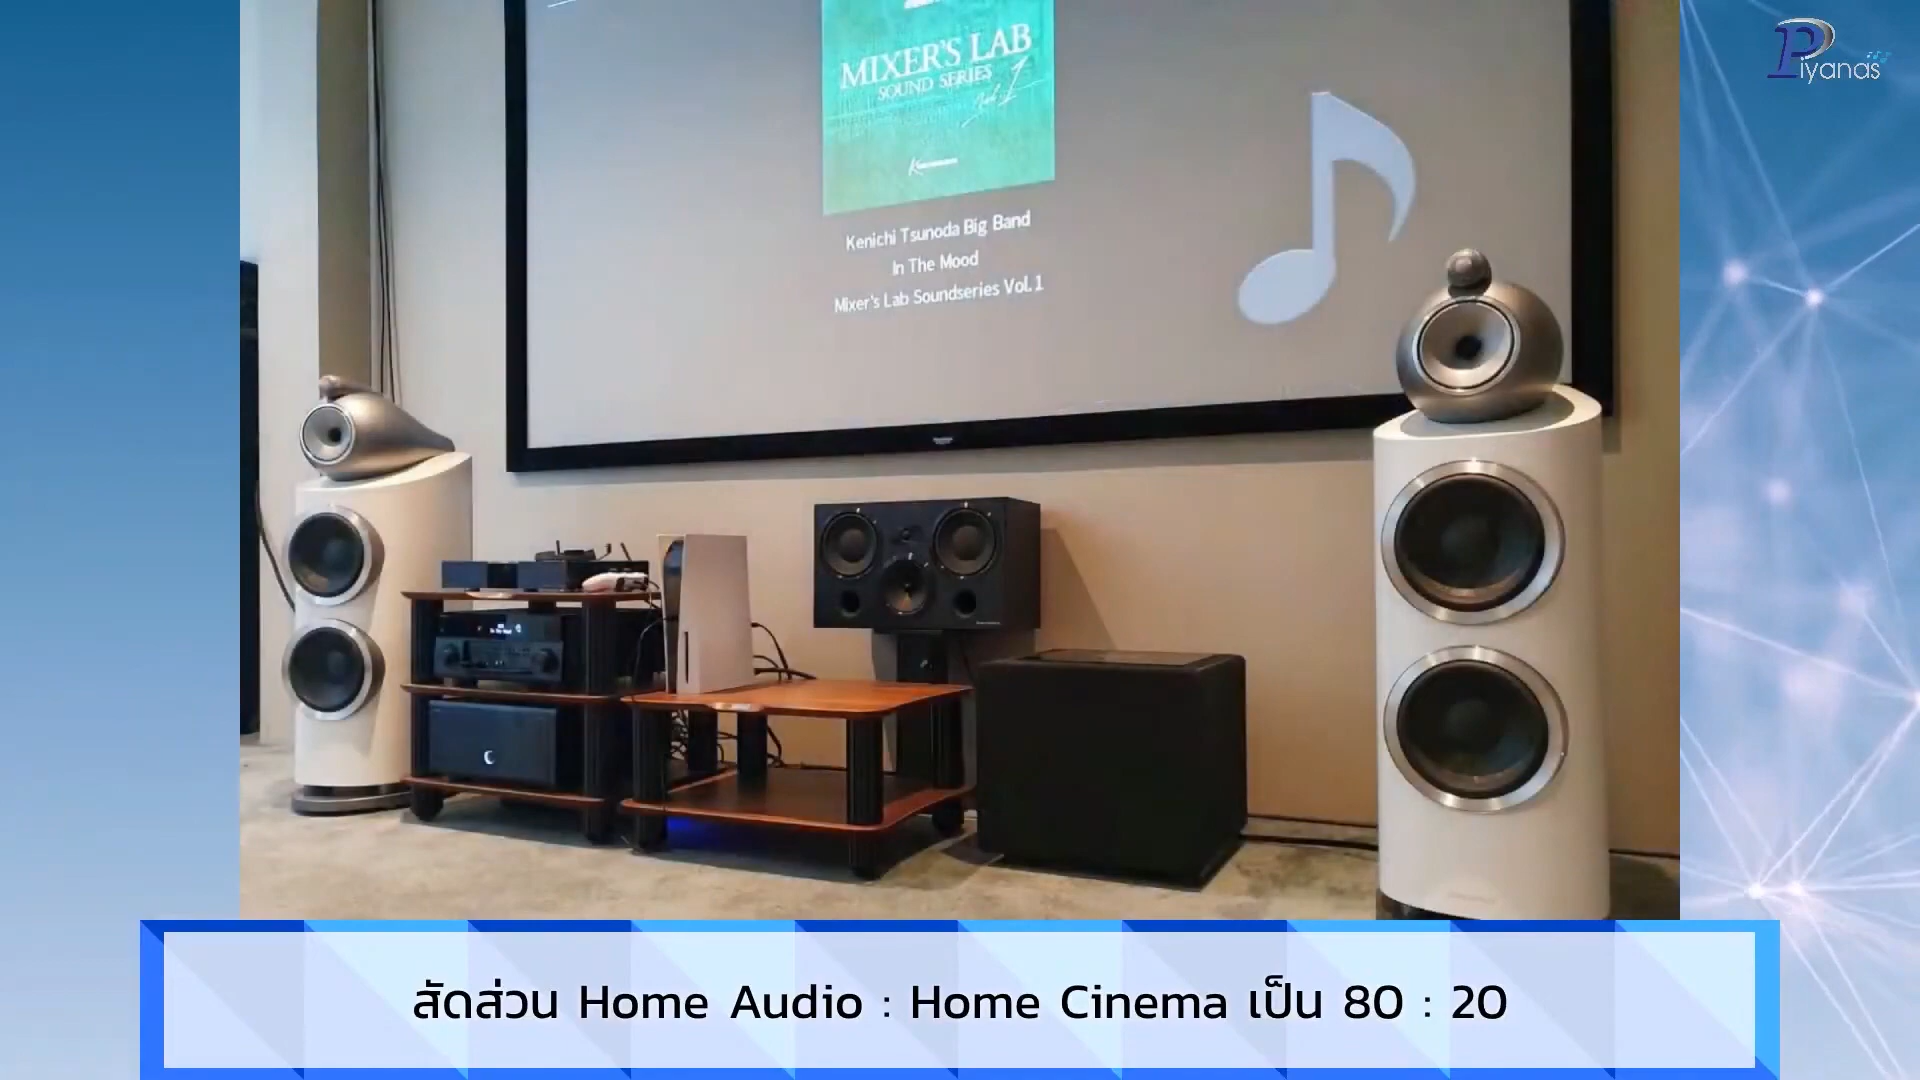 MIXER'S LAB
SOUND SERIES
Kenichi Tsunoda Big Band
In The Mood
Mixer's Lab Soundseries Vol.1
Piyanas
สัดส่วน Home Audio : Home Cinema เป็น 80 : 20